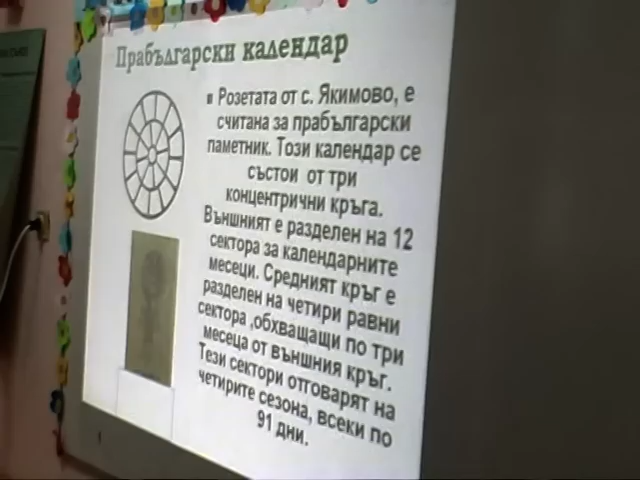 Прабългарски календар
▪ Розетата от с. Якимово, е
считана за прабългарски
паметник. Този календар се
състои от три
концентрични кръга.
Външният е разделен на 12
сектора за календарните
месеци. Средният кръг е
разделен на четири равни
сектора ,обхващащи по три
месеца от външния кръг.
Тези сектори отговарят на
четирите сезона, всеки по
91 дни.